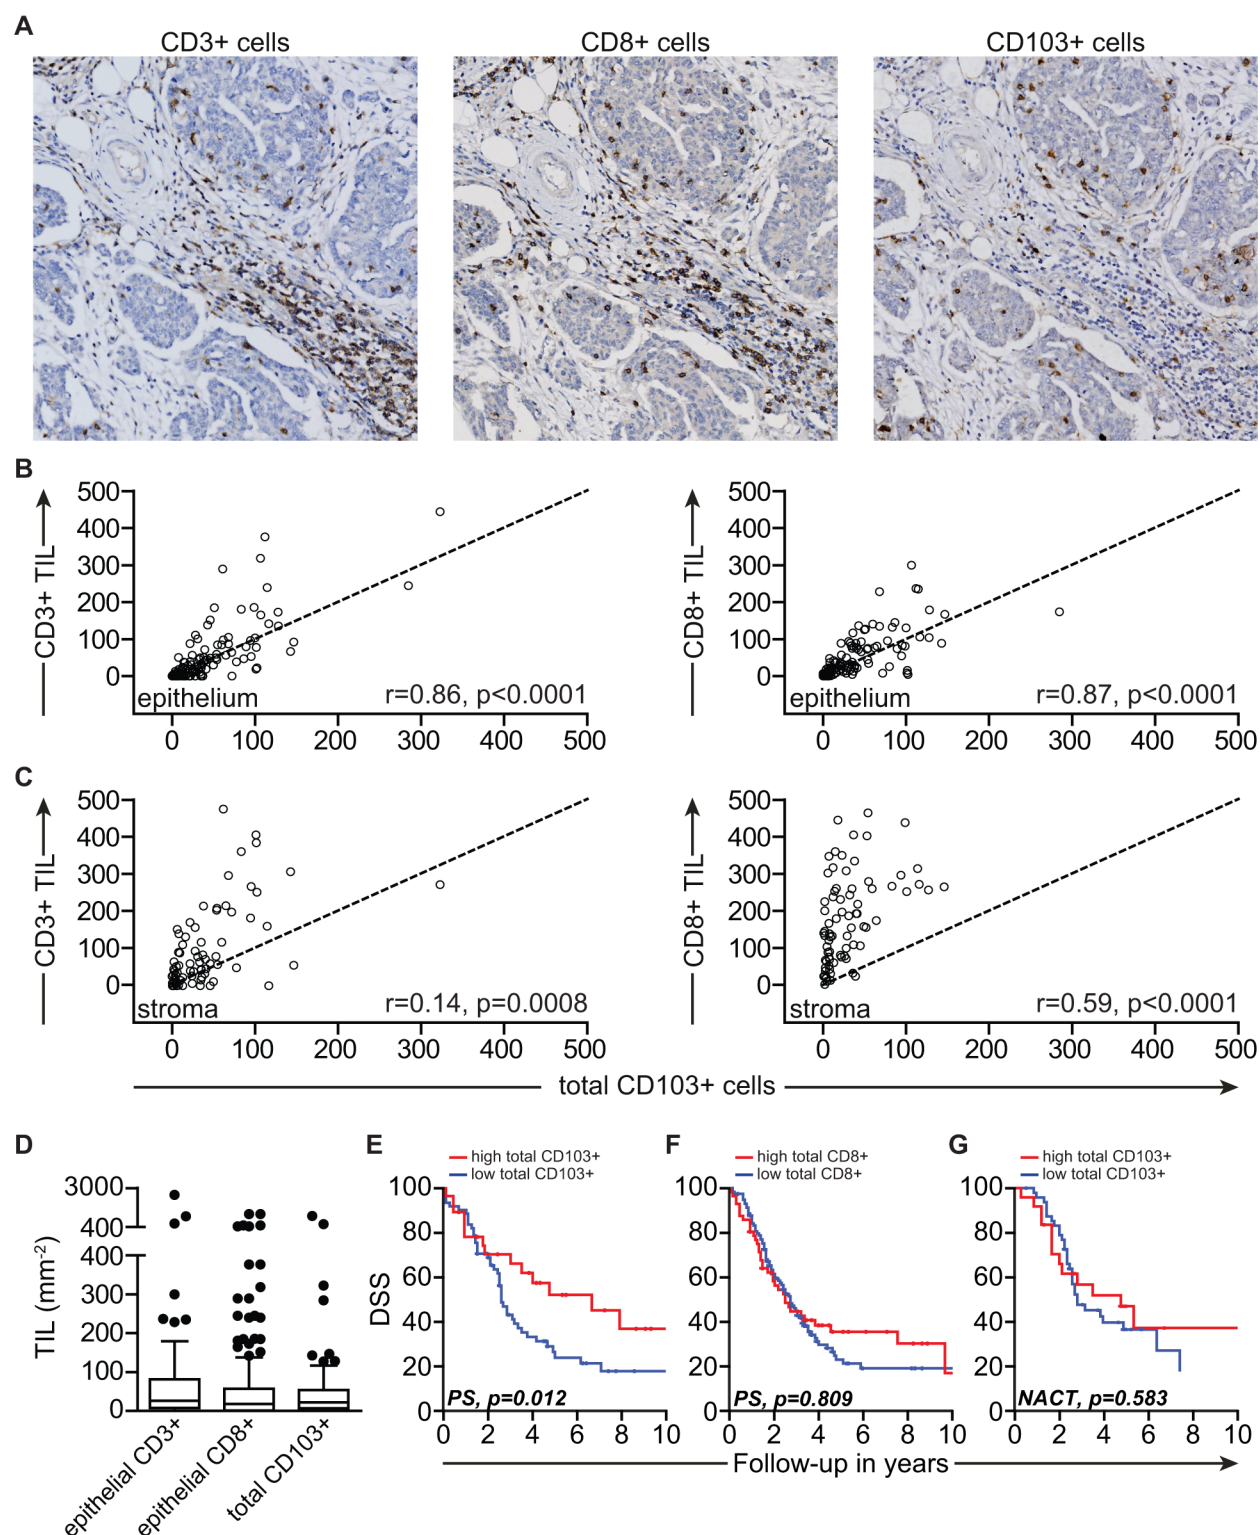 A
CD3+ cells
CD8+ cells
CD103+ cells
B
500
400
300
200
100
0
CD3+ TIL
epithelium
r=0.86, p<0.0001
0 100 200 300 400 500
500
400
300
200
100
0
CD8+ TIL
epithelium
r=0.87, p<0.0001
0 100 200 300 400 500
C
500
400
300
200
100
0
CD3+ TIL
stroma
r=0.14, p=0.0008
0 100 200 300 400 500
500
400
300
200
100
0
CD8+ TIL
stroma
r=0.59, p<0.0001
0 100 200 300 400 500
total CD103+ cells
D
3000
400
400
300
200
100
0
TIL (mm-2)
epithelial CD3+
epithelial CD8+
total CD103+
E
high total CD103+
low total CD103+
100
80
60
40
20
0
DSS
PS, p=0.012
0 2 4 6 8 10
F
high total CD8+
low total CD8+
100
80
60
40
20
0
PS, p=0.809
0 2 4 6 8 10
G
high total CD103+
low total CD103+
100
80
60
40
20
0
NACT, p=0.583
0 2 4 6 8 10
Follow-up in years